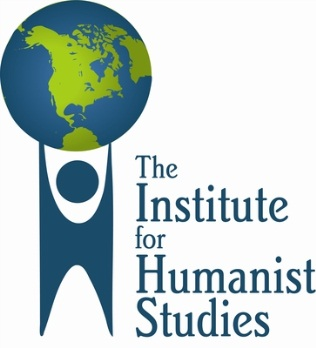 The
Institute
for
Humanist
Studies